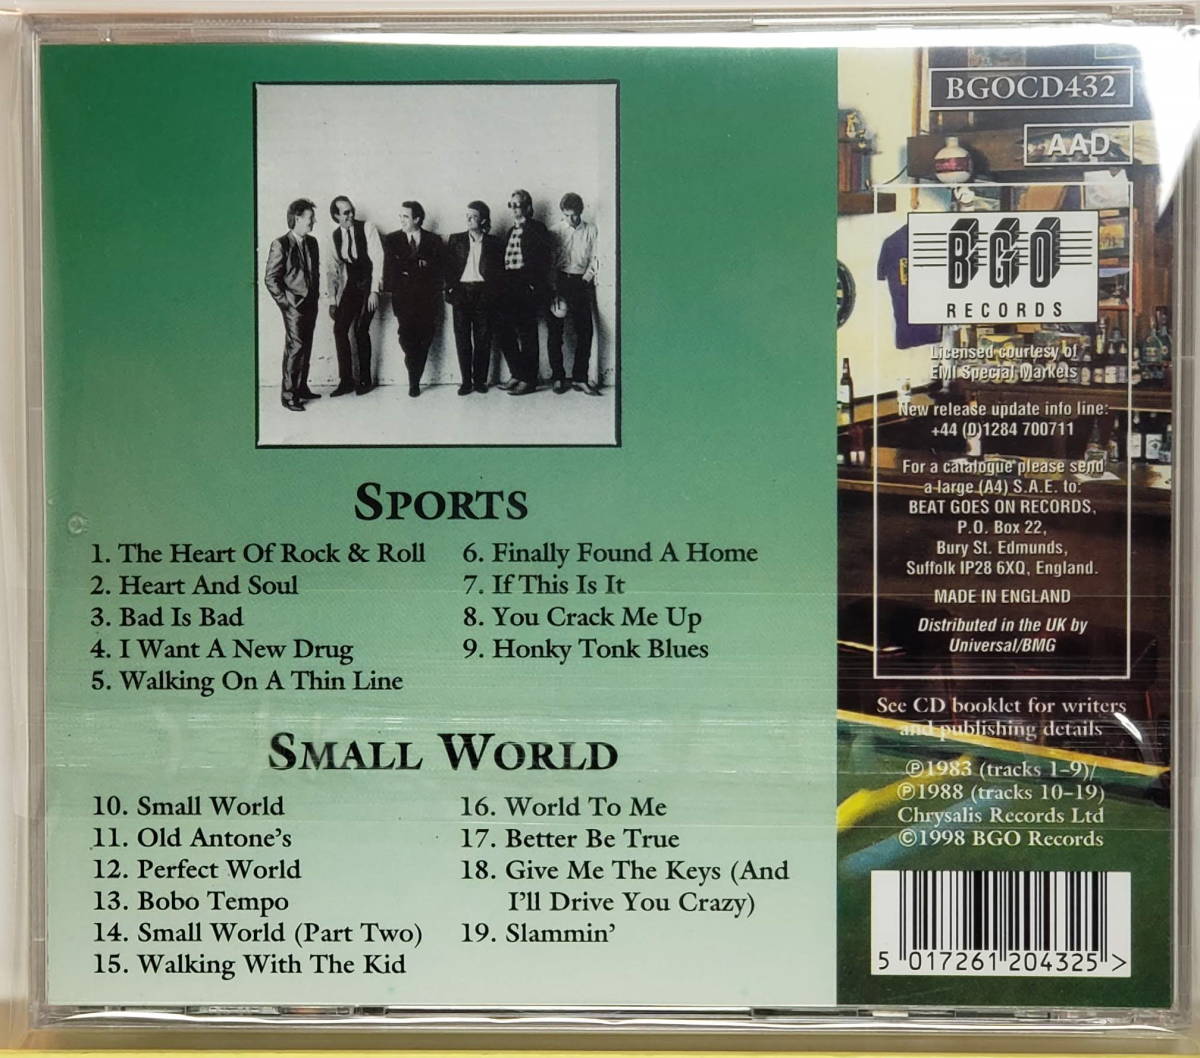 SPORTS
1. The Heart Of Rock & Roll
2. Heart And Soul
3. Bad Is Bad
4. I Want A New Drug
5. Walking On A Thin Line
6. Finally Found A Home
7. If This Is It
8. You Crack Me Up
9. Honky Tonk Blues
SMALL WORLD
10. Small World
11. Old Antone's
12. Perfect World
13. Bobo Tempo
14. Small World (Part Two)
15. Walking With The Kid
16. World To Me
17. Better Be True
18. Give Me The Keys (And
I'll Drive You Crazy)
19. Slammin'
BGOCD432
AAD
BGO
RECORDS
Licensed courtesy of
EMI Special Markets
New release update info line:
+44 (0)1284 700711
For a catalogue please send
a large (A4) S.A.E. to:
BEAT GOES ON RECORDS,
P.O. Box 22,
Bury St. Edmunds,
Suffolk IP28 6XQ, England.
MADE IN ENGLAND
Distributed in the UK by
Universal/BMG
See CD booklet for writers
and publishing details
℗1983 (tracks 1-9)/
℗1988 (tracks 10-19)
Chrysalis Records Ltd
©1998 BGO Records
5 017261 204325 >